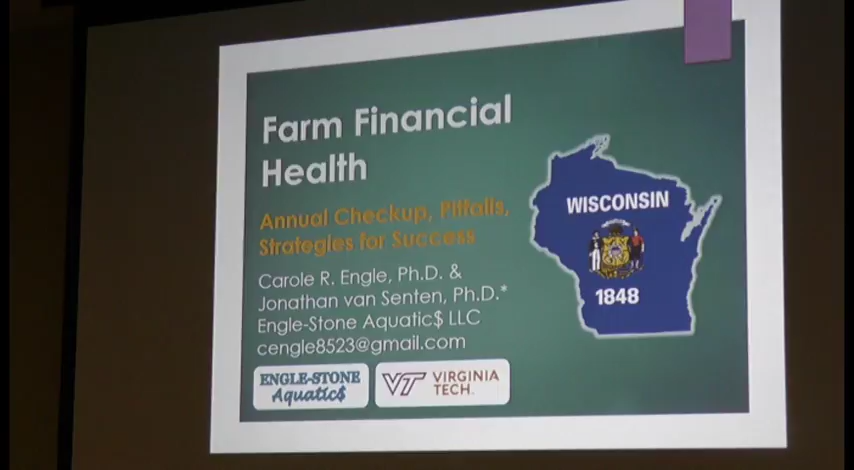 Farm Financial
Health
Annual Checkup, Pitfalls,
Strategies for Success
Carole R. Engle, Ph.D. &
Jonathan van Senten, Ph.D.*
Engle-Stone Aquatic$ LLC
cengle8523@gmail.com
ENGLE-STONE
Aquatic$
VT VIRGINIA
TECH.
WISCONSIN
1848